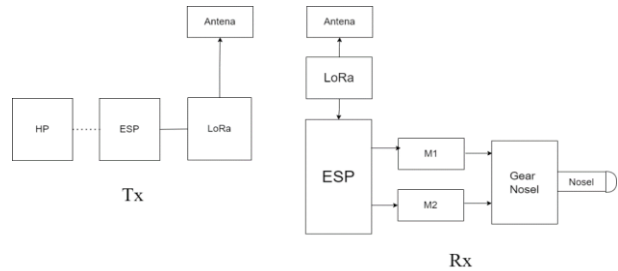 Antena
HP
ESP
LoRa
Tx
Antena
LoRa
ESP
M1
M2
Gear
Nosel
Nosel
Rx